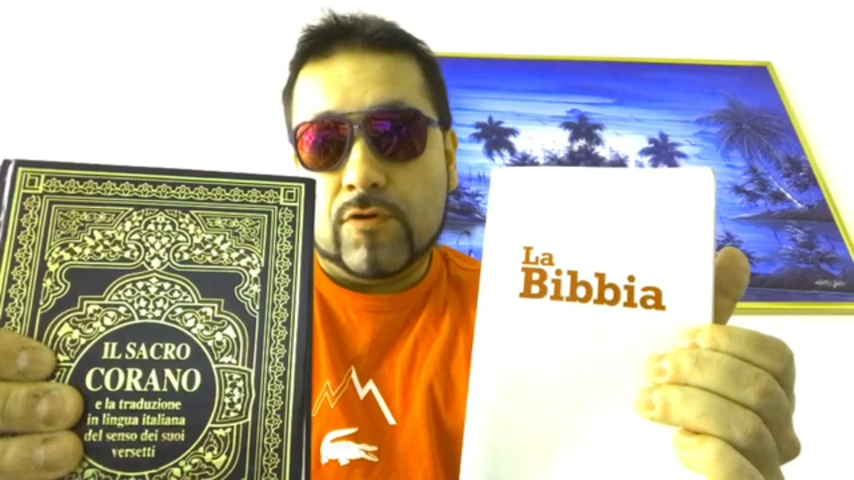 IL SACRO
CORANO
e la traduzione
in lingua italiana
del senso dei suoi
versetti
La
Bibbia